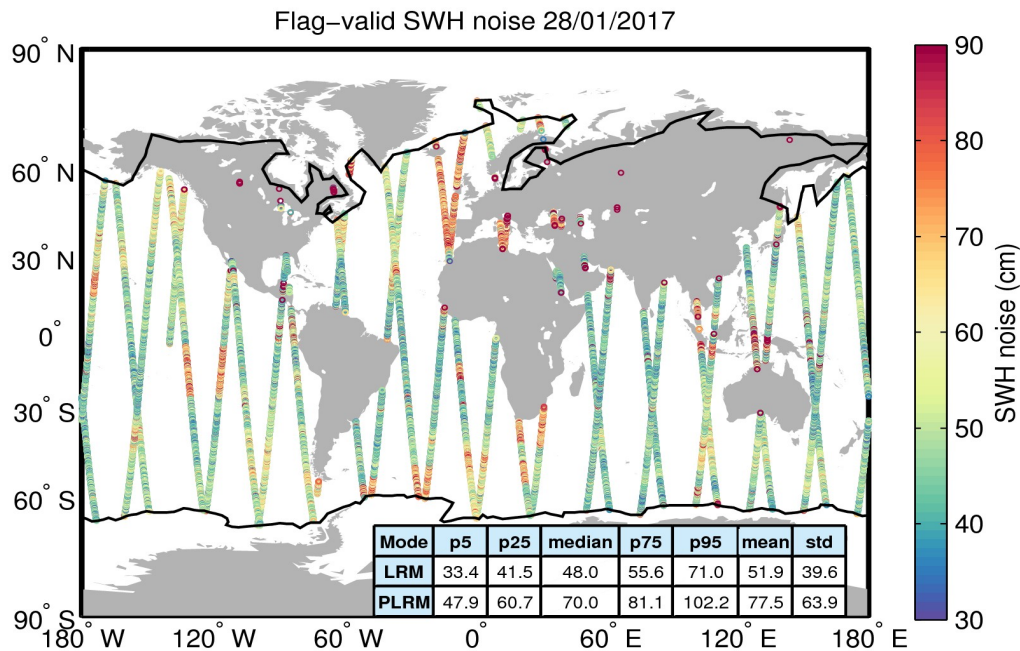 Flag−valid SWH noise 28/01/2017
90° N
60° N
30° N
0°
30° S
60° S
90° S
180° W
120° W
60° W
0°
60° E
120° E
180° E
90
80
70
60
50
40
30
SWH noise (cm)
Mode p5 p25 median p75 p95 mean std
LRM 33.4 41.5 48.0 55.6 71.0 51.9 39.6
PLRM 47.9 60.7 70.0 81.1 102.2 77.5 63.9